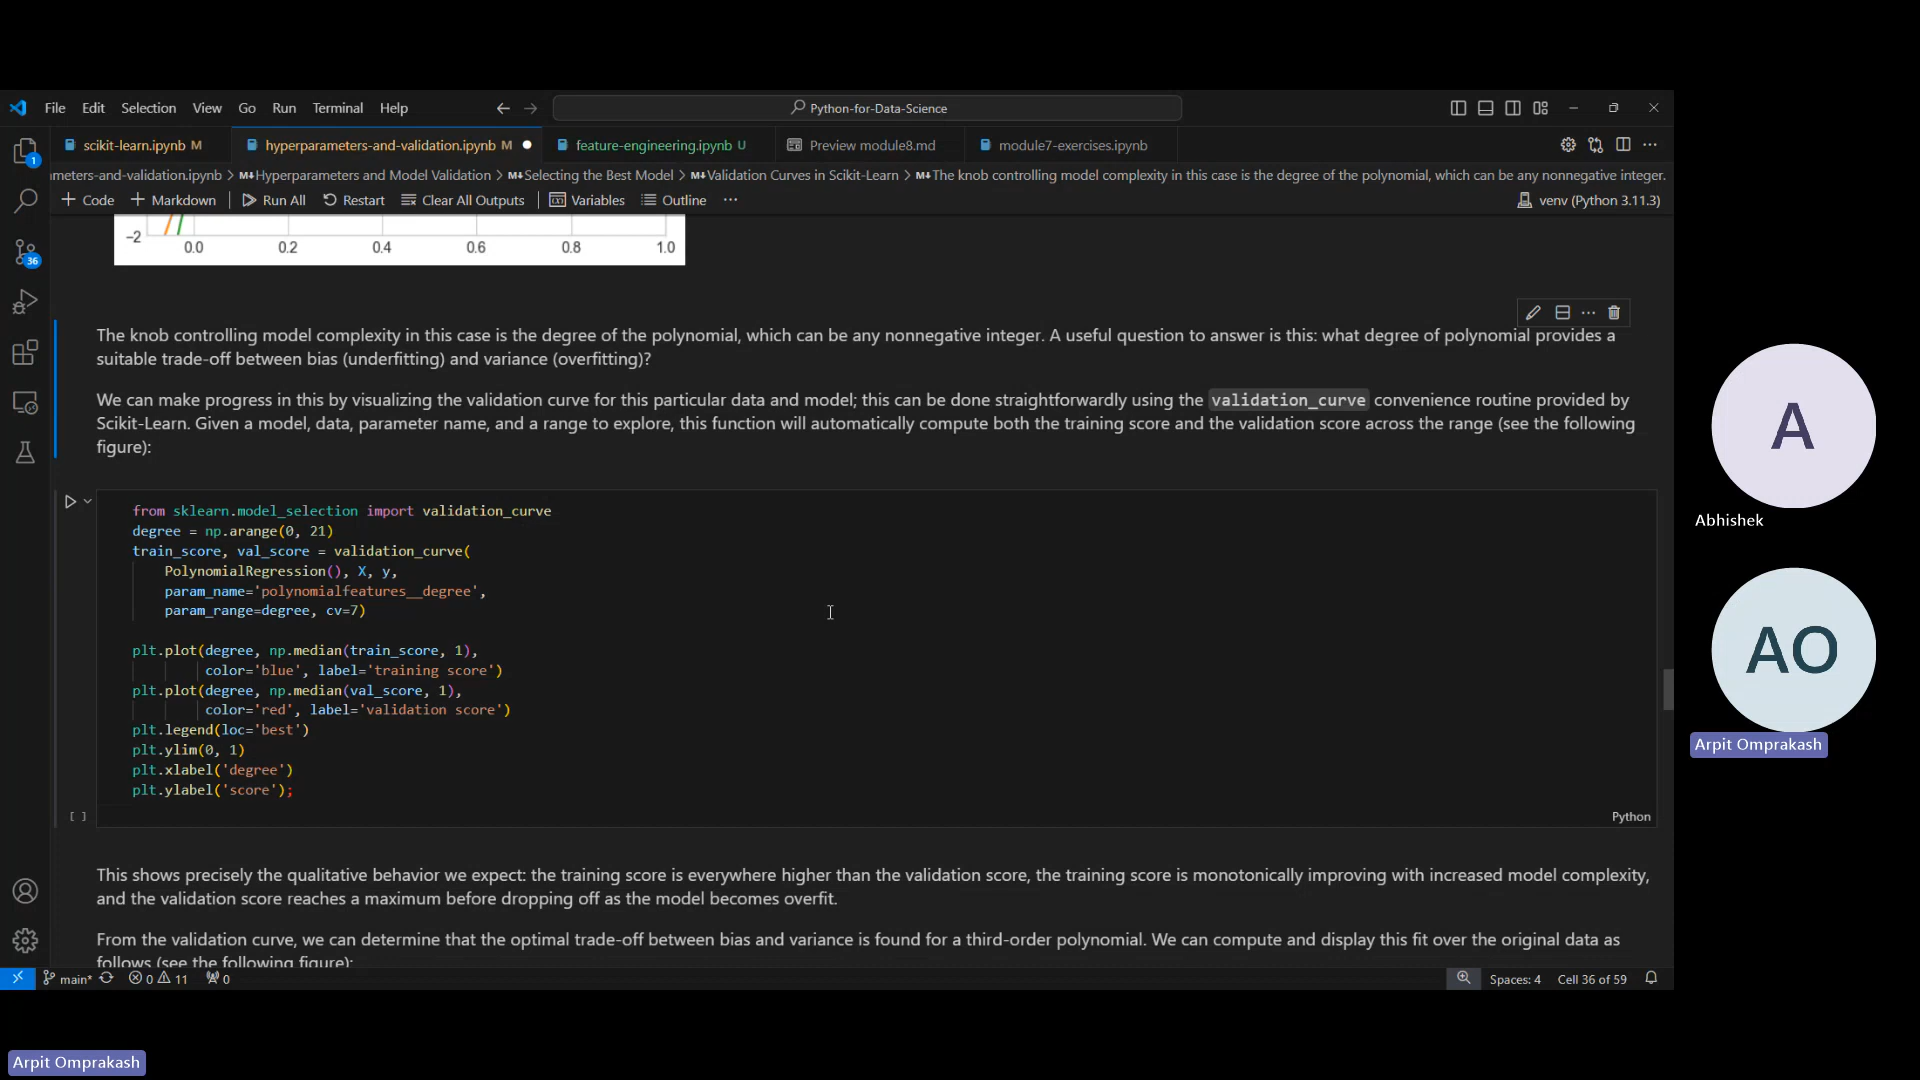 File Edit Selection View Go Run Terminal Help
Python-for-Data-Science
scikit-learn.ipynb M
hyperparameters-and-validation.ipynb M
feature-engineering.ipynb U
Preview module8.md
module7-exercises.ipynb
1
36
meters-and-validation.ipynb > Hyperparameters and Model Validation > Selecting the Best Model > Validation Curves in Scikit-Learn > The knob controlling model complexity in this case is the degree of the polynomial, which can be any nonnegative integer.
+ Code + Markdown Run All Restart Clear All Outputs Variables Outline ··· venv (Python 3.11.3)
−2
0.0 0.2 0.4 0.6 0.8 1.0
The knob controlling model complexity in this case is the degree of the polynomial, which can be any nonnegative integer. A useful question to answer is this: what degree of polynomial provides a
suitable trade-off between bias (underfitting) and variance (overfitting)?
We can make progress in this by visualizing the validation curve for this particular data and model; this can be done straightforwardly using the validation_curve convenience routine provided by
Scikit-Learn. Given a model, data, parameter name, and a range to explore, this function will automatically compute both the training score and the validation score across the range (see the following
figure):
from sklearn.model_selection import validation_curve
degree = np.arange(0, 21)
train_score, val_score = validation_curve(
    PolynomialRegression(), X, y,
    param_name='polynomialfeatures__degree',
    param_range=degree, cv=7)
plt.plot(degree, np.median(train_score, 1),
         color='blue', label='training score')
plt.plot(degree, np.median(val_score, 1),
         color='red', label='validation score')
plt.legend(loc='best')
plt.ylim(0, 1)
plt.xlabel('degree')
plt.ylabel('score');
[ ]
Python
This shows precisely the qualitative behavior we expect: the training score is everywhere higher than the validation score, the training score is monotonically improving with increased model complexity,
and the validation score reaches a maximum before dropping off as the model becomes overfit.
From the validation curve, we can determine that the optimal trade-off between bias and variance is found for a third-order polynomial. We can compute and display this fit over the original data as
follows (see the following figure):
main* 0 11 0 Spaces: 4 Cell 36 of 59
A
Abhishek
AO
Arpit Omprakash
Arpit Omprakash